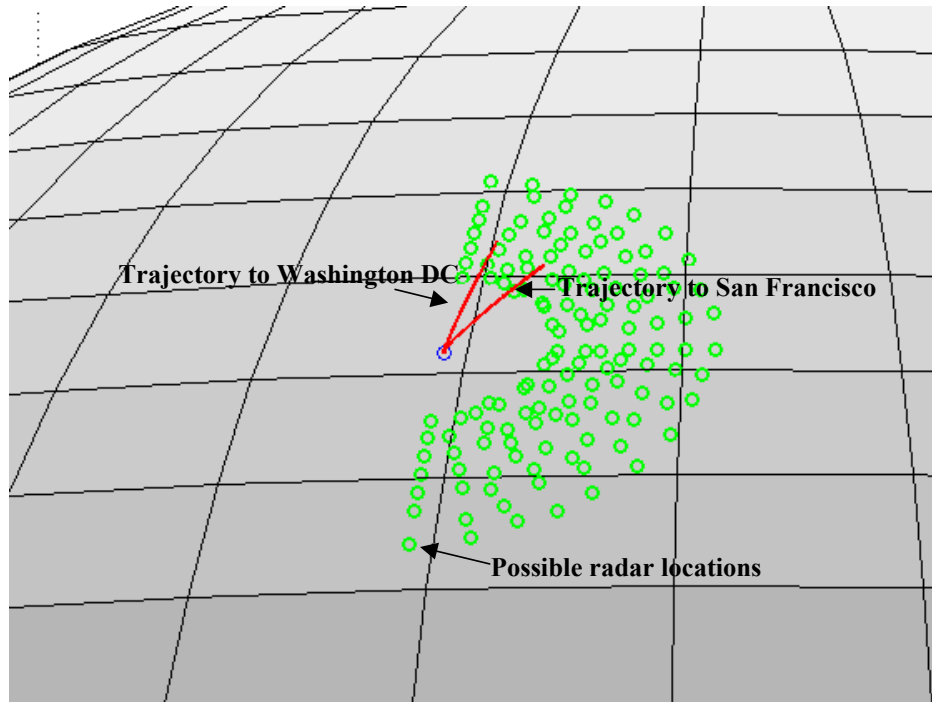 Trajectory to Washington DC
Trajectory to San Francisco
Possible radar locations